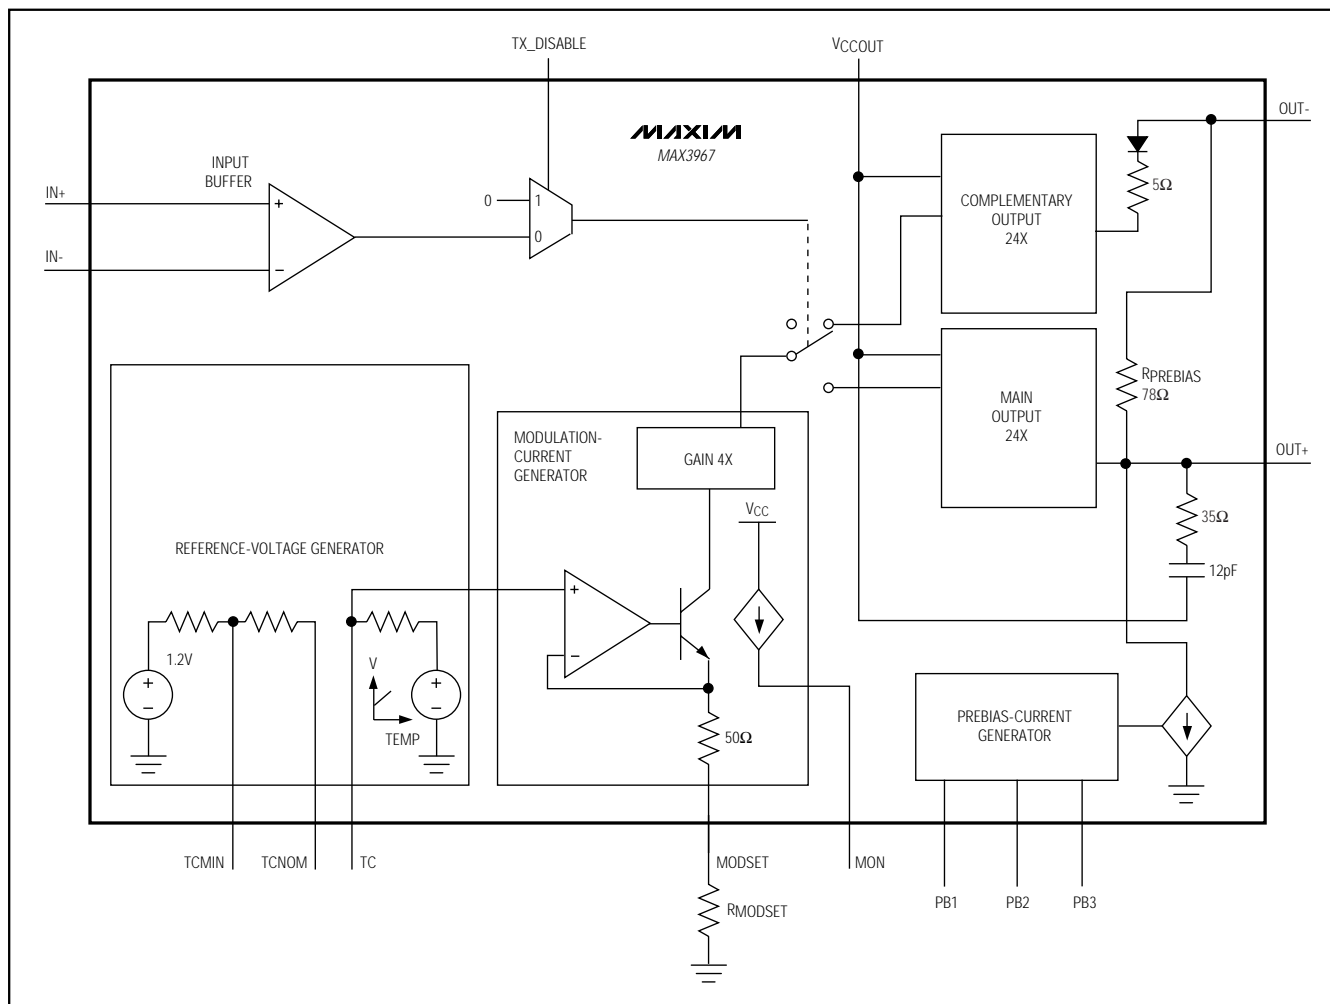 TX_DISABLE
VCCOUT
OUT-
MAXIM
MAX3967
INPUT
BUFFER
IN+
IN-
+
−
0
1
0
5Ω
COMPLEMENTARY
OUTPUT
24X
RPREBIAS
78Ω
MAIN
OUTPUT
24X
OUT+
35Ω
12pF
MODULATION-
CURRENT
GENERATOR
GAIN 4X
VCC
REFERENCE-VOLTAGE GENERATOR
1.2V
+
−
V
TEMP
+
−
+
−
50Ω
PREBIAS-CURRENT
GENERATOR
TCMIN
TCNOM
TC
MODSET
MON
RMODSET
PB1
PB2
PB3